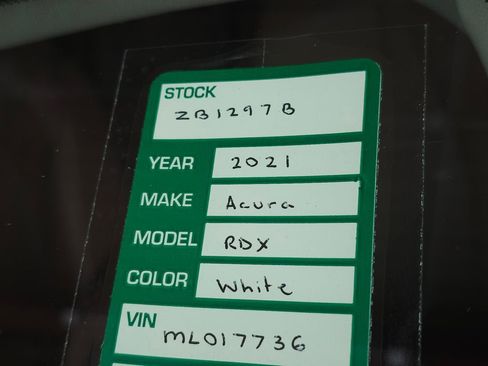 STOCK
ZB1297B
YEAR 2021
MAKE Acura
MODEL RDX
COLOR White
VIN
ML017736